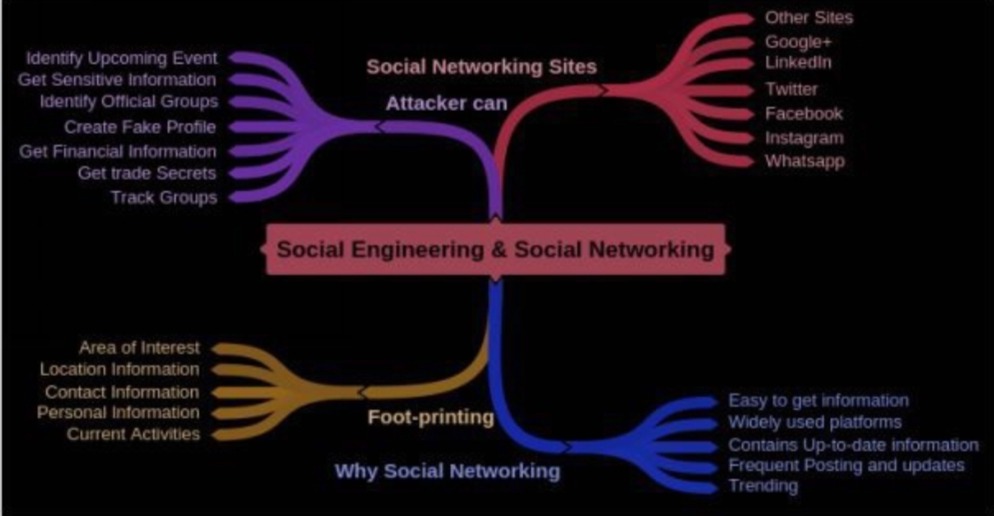 Social Engineering & Social Networking
Attacker can
Identify Upcoming Event
Get Sensitive Information
Identify Official Groups
Create Fake Profile
Get Financial Information
Get trade Secrets
Track Groups
Social Networking Sites
Other Sites
Google+
LinkedIn
Twitter
Facebook
Instagram
Whatsapp
Foot-printing
Area of Interest
Location Information
Contact Information
Personal Information
Current Activities
Why Social Networking
Easy to get information
Widely used platforms
Contains Up-to-date information
Frequent Posting and updates
Trending